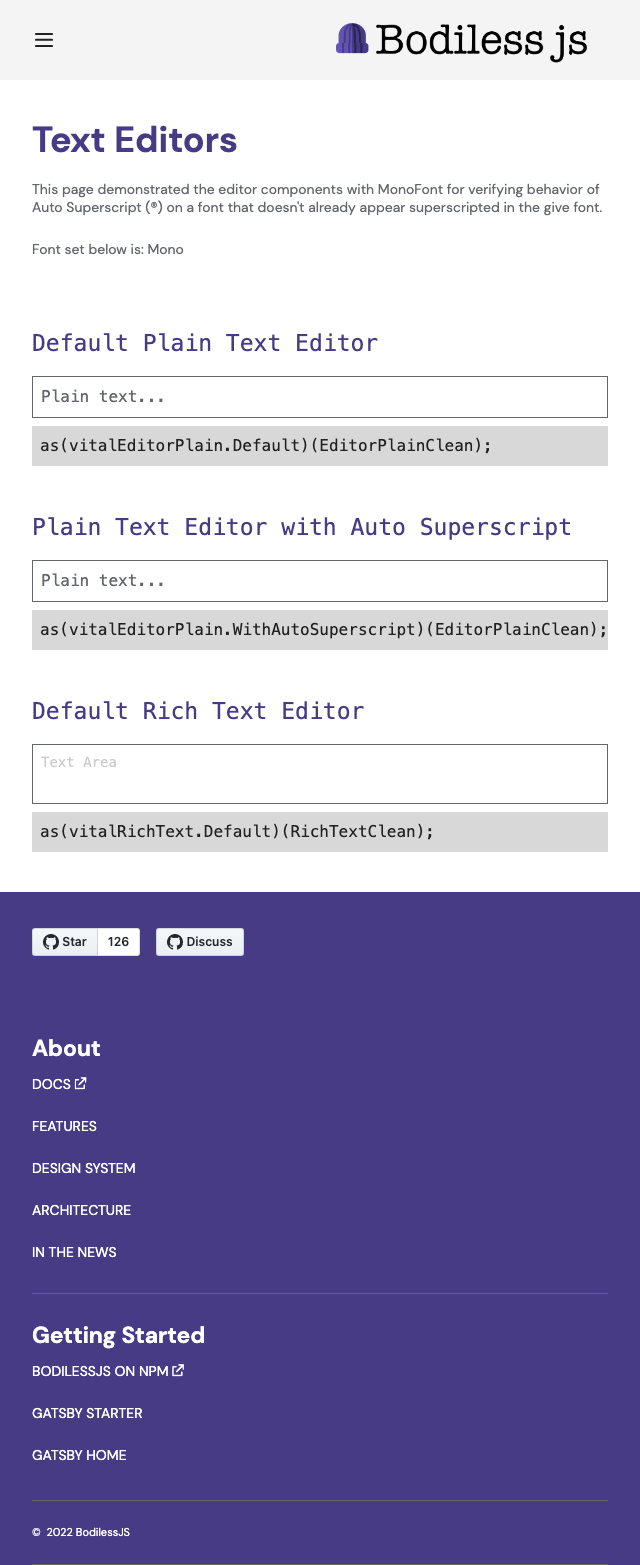 Bodiless js
Text Editors
This page demonstrated the editor components with MonoFont for verifying behavior of
Auto Superscript (®) on a font that doesn't already appear superscripted in the give font.
Font set below is: Mono
Default Plain Text Editor
Plain text...
as(vitalEditorPlain.Default)(EditorPlainClean);
Plain Text Editor with Auto Superscript
Plain text...
as(vitalEditorPlain.WithAutoSuperscript)(EditorPlainClean);
Default Rich Text Editor
Text Area
as(vitalRichText.Default)(RichTextClean);
Star 126 Discuss
About
DOCS
FEATURES
DESIGN SYSTEM
ARCHITECTURE
IN THE NEWS
Getting Started
BODILESSJS ON NPM
GATSBY STARTER
GATSBY HOME
© 2022 BodilessJS